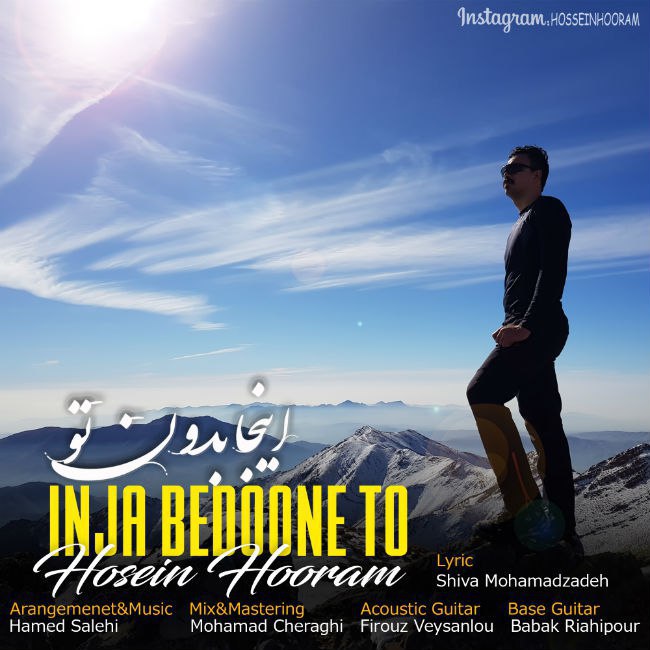 Instagram:HOSSEINHOORAM
اینجا بدون تو
INJA BEDOONE TO
Hosein Hooram
Lyric
Shiva Mohamadzadeh
Arangemenet&Music Mix&Mastering Acoustic Guitar Base Guitar
Hamed Salehi Mohamad Cheraghi Firouz Veysanlou Babak Riahipour